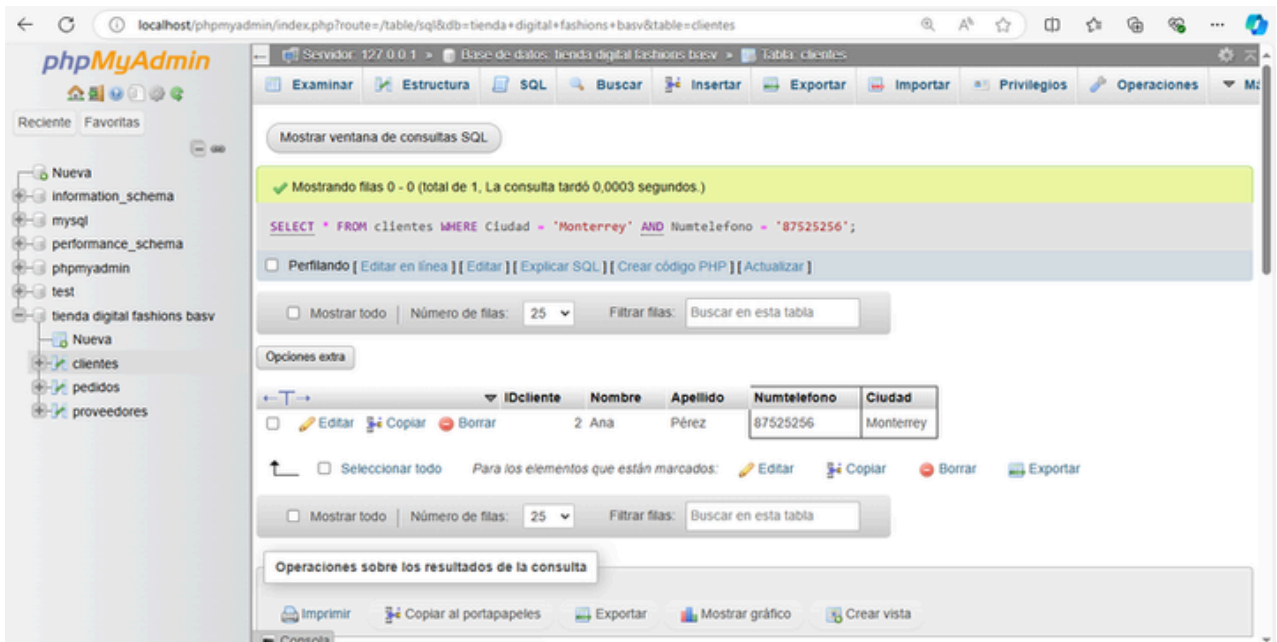 localhost/phpmyadmin/index.php?route=/table/sql&db=tienda+digital+fashions+basv&table=clientes
phpMyAdmin
Reciente Favoritas
Nueva
information_schema
mysql
performance_schema
phpmyadmin
test
tienda digital fashions basv
Nueva
clientes
pedidos
proveedores
Servidor: 127.0.0.1 » Base de datos: tienda digital fashions basv » Tabla: clientes
Examinar Estructura SQL Buscar Insertar Exportar Importar Privilegios Operaciones
Mostrar ventana de consultas SQL
Mostrando filas 0 - 0 (total de 1, La consulta tardó 0,0003 segundos.)
SELECT * FROM clientes WHERE Ciudad = 'Monterrey' AND Numtelefono = '87525256';
Perfilando [ Editar en línea ] [ Editar ] [ Explicar SQL ] [ Crear código PHP ] [ Actualizar ]
Mostrar todo | Número de filas: 25 Filtrar filas: Buscar en esta tabla
Opciones extra
←T→ IDcliente Nombre Apellido Numtelefono Ciudad
Editar Copiar Borrar 2 Ana Pérez 87525256 Monterrey
Seleccionar todo Para los elementos que están marcados: Editar Copiar Borrar Exportar
Mostrar todo | Número de filas: 25 Filtrar filas: Buscar en esta tabla
Operaciones sobre los resultados de la consulta
Imprimir Copiar al portapapeles Exportar Mostrar gráfico Crear vista
Consola